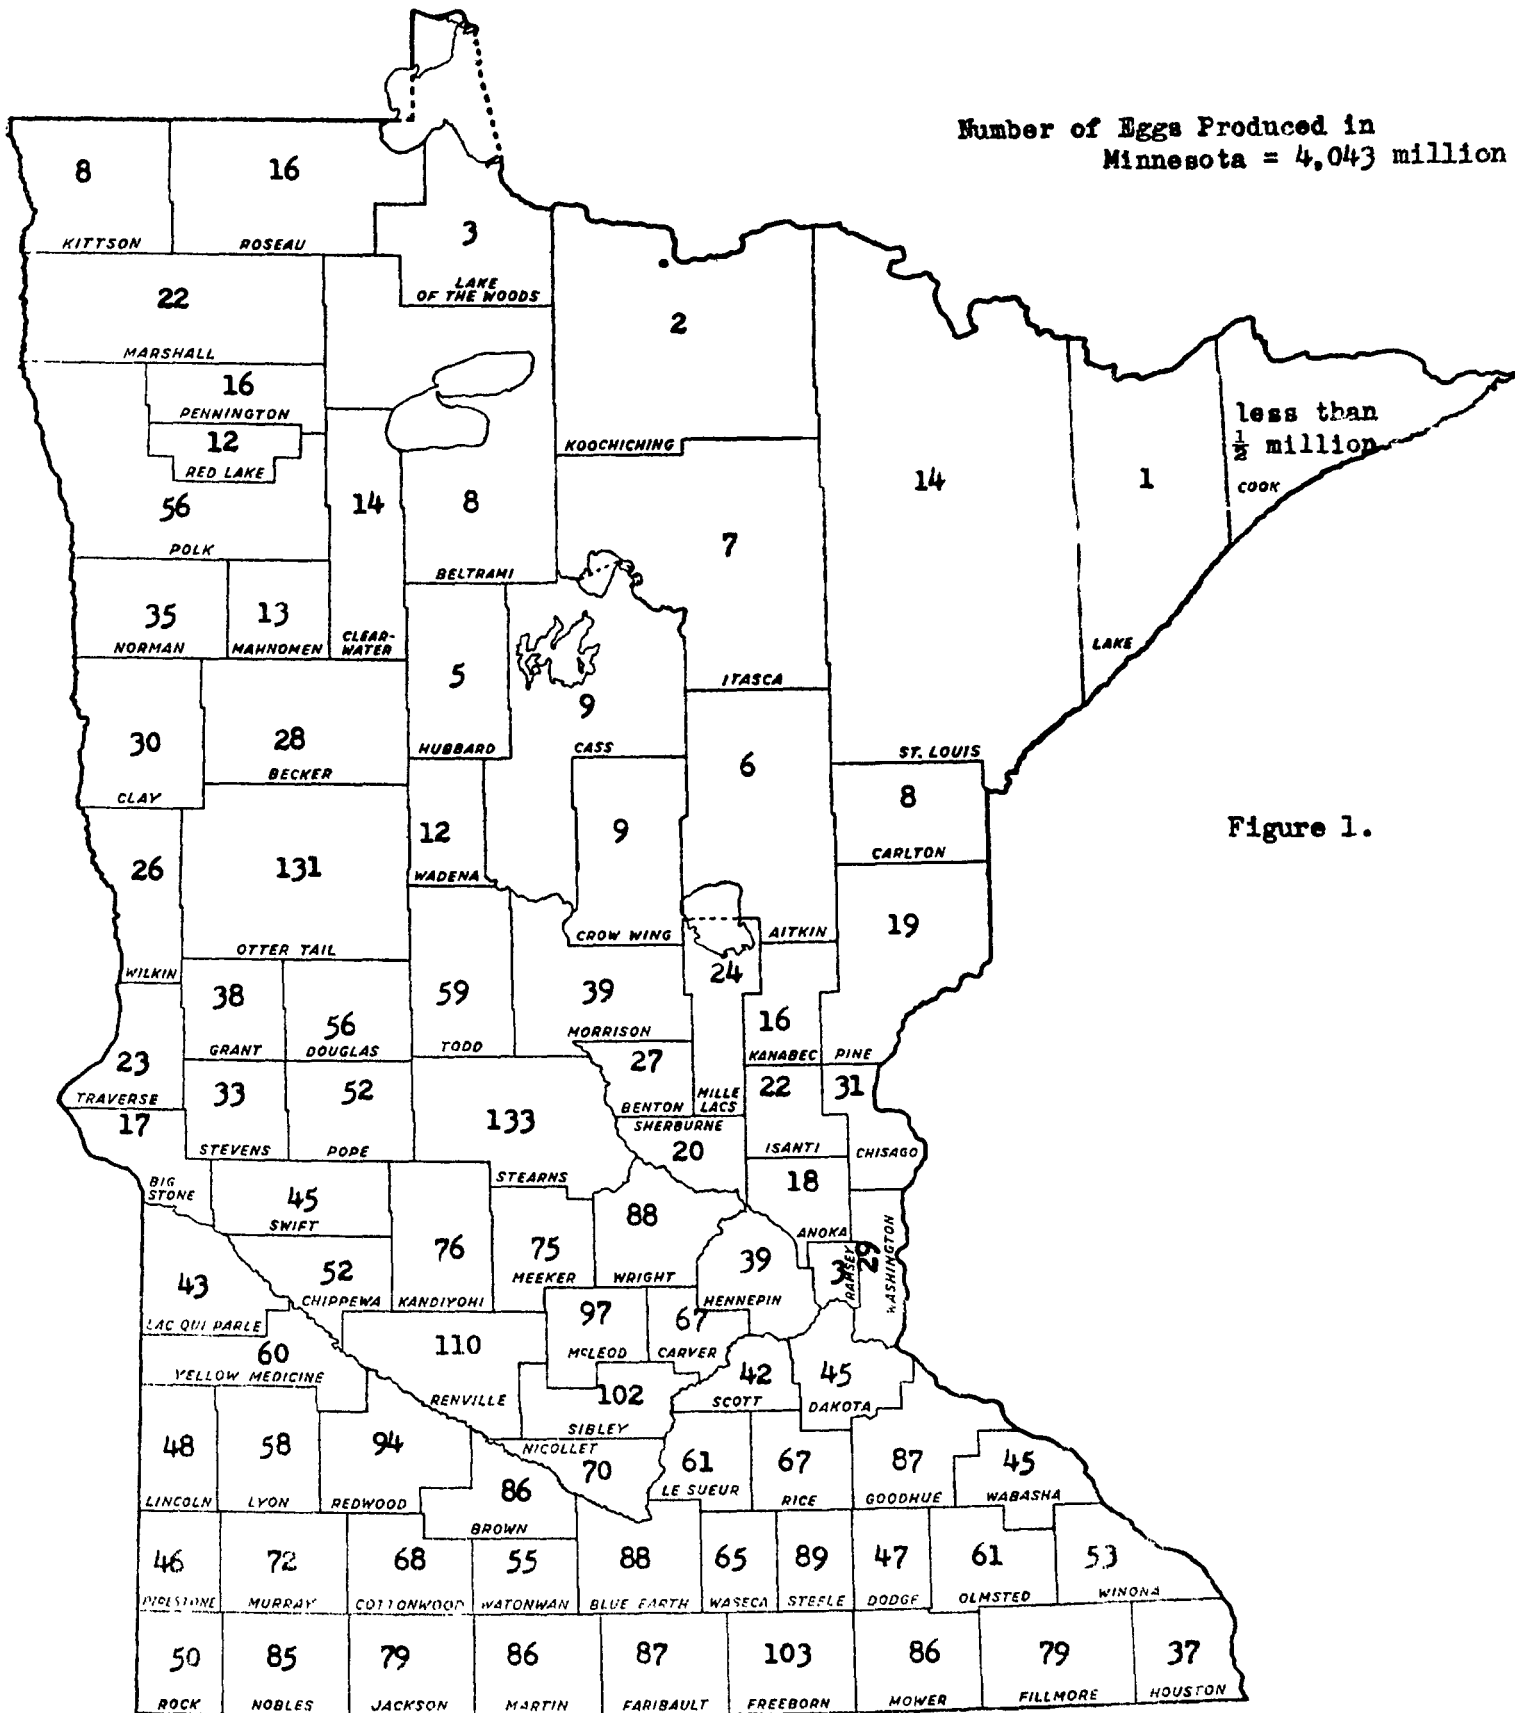 Number of Eggs Produced in
Minnesota = 4,043 million
8
KITTSON
16
ROSEAU
3
LAKE
OF THE WOODS
22
MARSHALL
2
KOOCHICHING
16
PENNINGTON
12
RED LAKE
56
POLK
14
CLEAR-
WATER
8
BELTRAMI
7
ITASCA
14
ST. LOUIS
1
LAKE
less than
½ million
COOK
35
NORMAN
13
MAHNOMEN
5
HUBBARD
9
CASS
30
CLAY
28
BECKER
6
AITKIN
8
CARLTON
Figure 1.
26
WILKIN
131
OTTER TAIL
12
WADENA
9
CROW WING
19
PINE
38
GRANT
56
DOUGLAS
59
TODD
39
MORRISON
24
MILLE
LACS
16
KANABEC
23
TRAVERSE
33
STEVENS
52
POPE
133
STEARNS
27
BENTON
22
ISANTI
31
CHISAGO
17
BIG
STONE
SHERBURNE
20
18
ANOKA
45
SWIFT
76
KANDIYOHI
75
MEEKER
88
WRIGHT
39
HENNEPIN
3
RAMSEY
29
WASHINGTON
43
LAC QUI PARLE
52
CHIPPEWA
97
McLEOD
67
CARVER
60
YELLOW MEDICINE
110
RENVILLE
102
SIBLEY
42
SCOTT
45
DAKOTA
48
LINCOLN
58
LYON
94
REDWOOD
86
BROWN
NICOLLET
70
61
LE SUEUR
67
RICE
87
GOODHUE
45
WABASHA
46
PIPESTONE
72
MURRAY
68
COTTONWOOD
55
WATONWAN
88
BLUE EARTH
65
WASECA
89
STEELE
47
DODGE
61
OLMSTED
53
WINONA
50
ROCK
85
NOBLES
79
JACKSON
86
MARTIN
87
FARIBAULT
103
FREEBORN
86
MOWER
79
FILLMORE
37
HOUSTON